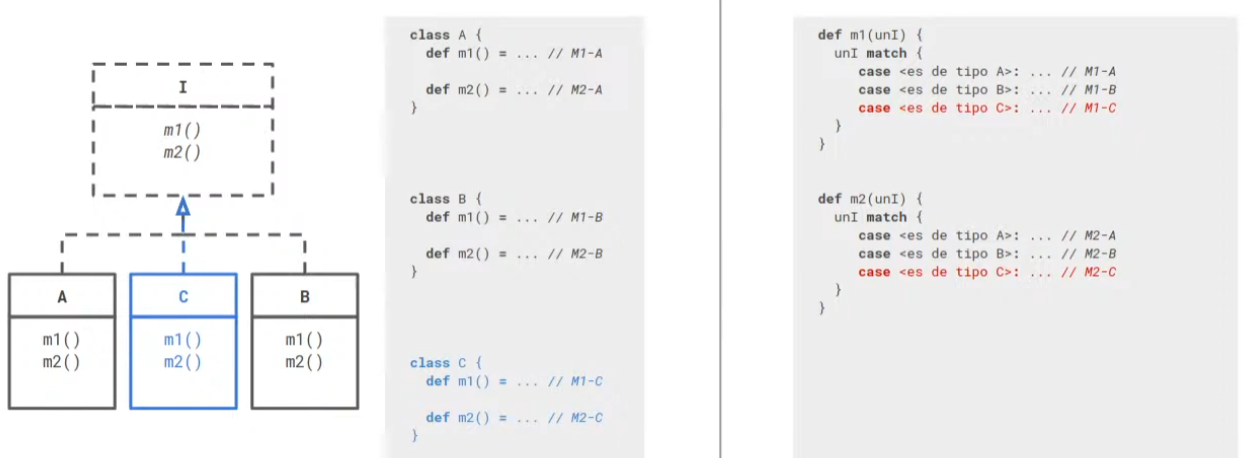 I
m1()
m2()
A
m1()
m2()
C
m1()
m2()
B
m1()
m2()
class A {
def m1() = ... // M1-A
def m2() = ... // M2-A
}
class B {
def m1() = ... // M1-B
def m2() = ... // M2-B
}
class C {
def m1() = ... // M1-C
def m2() = ... // M2-C
}
def m1(unI) {
unI match {
case <es de tipo A>: ... // M1-A
case <es de tipo B>: ... // M1-B
case <es de tipo C>: ... // M1-C
}
}
def m2(unI) {
unI match {
case <es de tipo A>: ... // M2-A
case <es de tipo B>: ... // M2-B
case <es de tipo C>: ... // M2-C
}
}